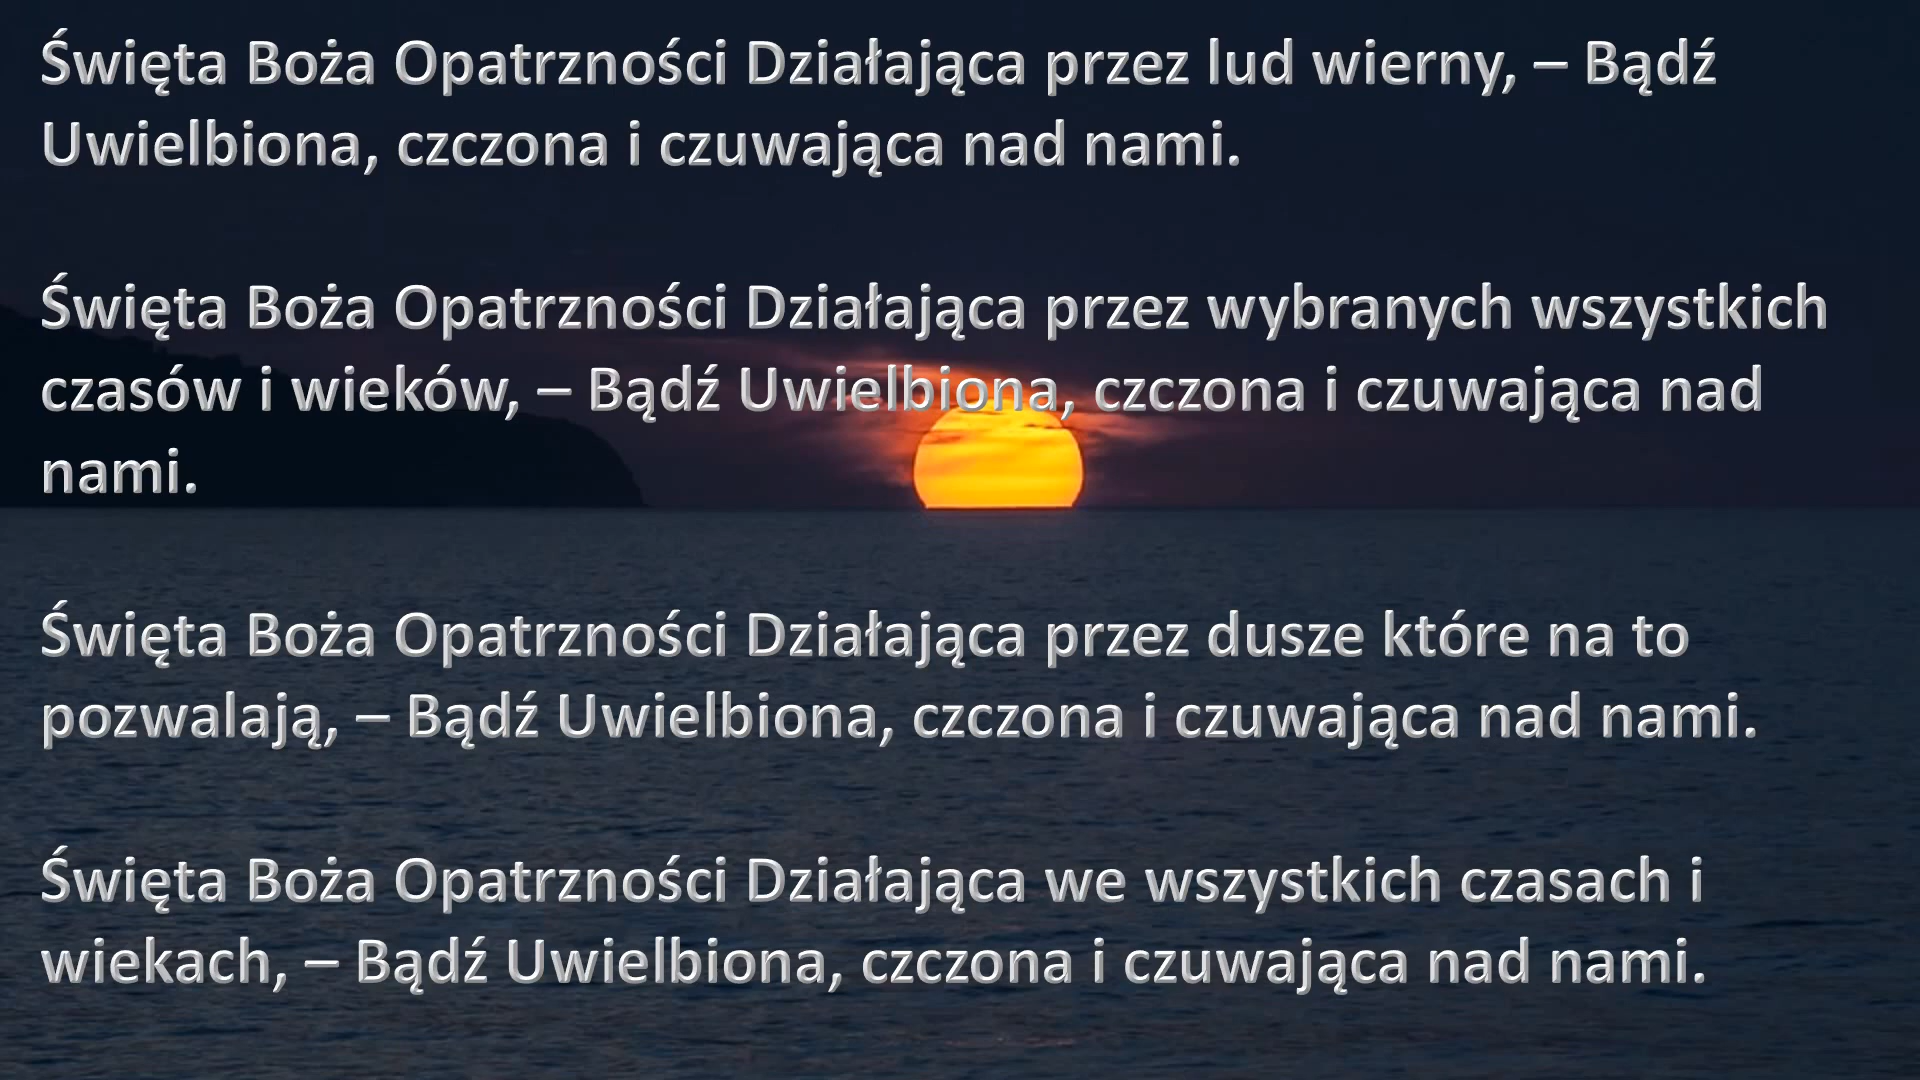 Święta Boża Opatrzności Działająca przez lud wierny, – Bądź
Uwielbiona, czczona i czuwająca nad nami.
Święta Boża Opatrzności Działająca przez wybranych wszystkich
czasów i wieków, – Bądź Uwielbiona, czczona i czuwająca nad
nami.
Święta Boża Opatrzności Działająca przez dusze które na to
pozwalają, – Bądź Uwielbiona, czczona i czuwająca nad nami.
Święta Boża Opatrzności Działająca we wszystkich czasach i
wiekach, – Bądź Uwielbiona, czczona i czuwająca nad nami.